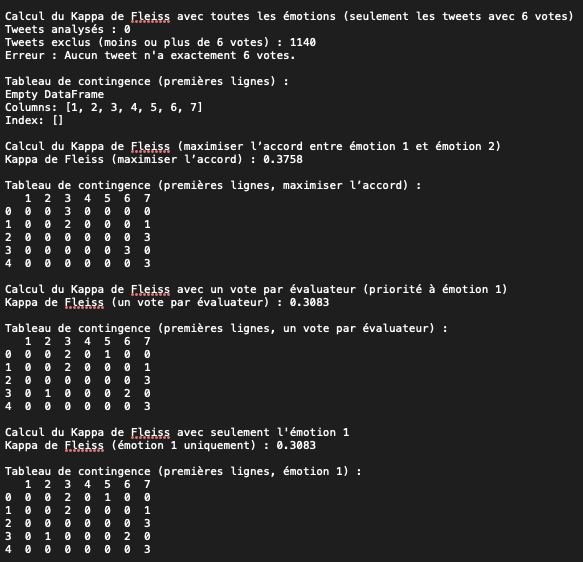 Calcul du Kappa de Fleiss avec toutes les émotions (seulement les tweets avec 6 votes)
Tweets analysés : 0
Tweets exclus (moins ou plus de 6 votes) : 1140
Erreur : Aucun tweet n'a exactement 6 votes.
Tableau de contingence (premières lignes) :
Empty DataFrame
Columns: [1, 2, 3, 4, 5, 6, 7]
Index: []
Calcul du Kappa de Fleiss (maximiser l’accord entre émotion 1 et émotion 2)
Kappa de Fleiss (maximiser l’accord) : 0.3758
Tableau de contingence (premières lignes, maximiser l’accord) :
   1  2  3  4  5  6  7
0  0  0  3  0  0  0  0
1  0  0  2  0  0  0  1
2  0  0  0  0  0  0  3
3  0  0  0  0  0  3  0
4  0  0  0  0  0  0  3
Calcul du Kappa de Fleiss avec un vote par évaluateur (priorité à émotion 1)
Kappa de Fleiss (un vote par évaluateur) : 0.3083
Tableau de contingence (premières lignes, un vote par évaluateur) :
   1  2  3  4  5  6  7
0  0  0  2  0  1  0  0
1  0  0  2  0  0  0  1
2  0  0  0  0  0  0  3
3  0  1  0  0  0  2  0
4  0  0  0  0  0  0  3
Calcul du Kappa de Fleiss avec seulement l'émotion 1
Kappa de Fleiss (émotion 1 uniquement) : 0.3083
Tableau de contingence (premières lignes, émotion 1) :
   1  2  3  4  5  6  7
0  0  0  2  0  1  0  0
1  0  0  2  0  0  0  1
2  0  0  0  0  0  0  3
3  0  1  0  0  0  2  0
4  0  0  0  0  0  0  3